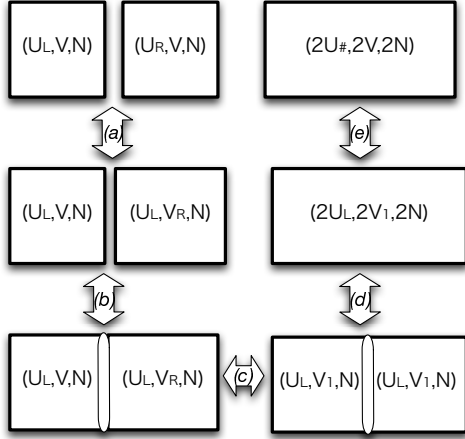 (UL,V,N) (UR,V,N) (2U#,2V,2N)
(a) (e)
(UL,V,N) (UL,VR,N) (2UL,2V1,2N)
(b) (d)
(UL,V,N) (UL,VR,N) (c) (UL,V1,N) (UL,V1,N)